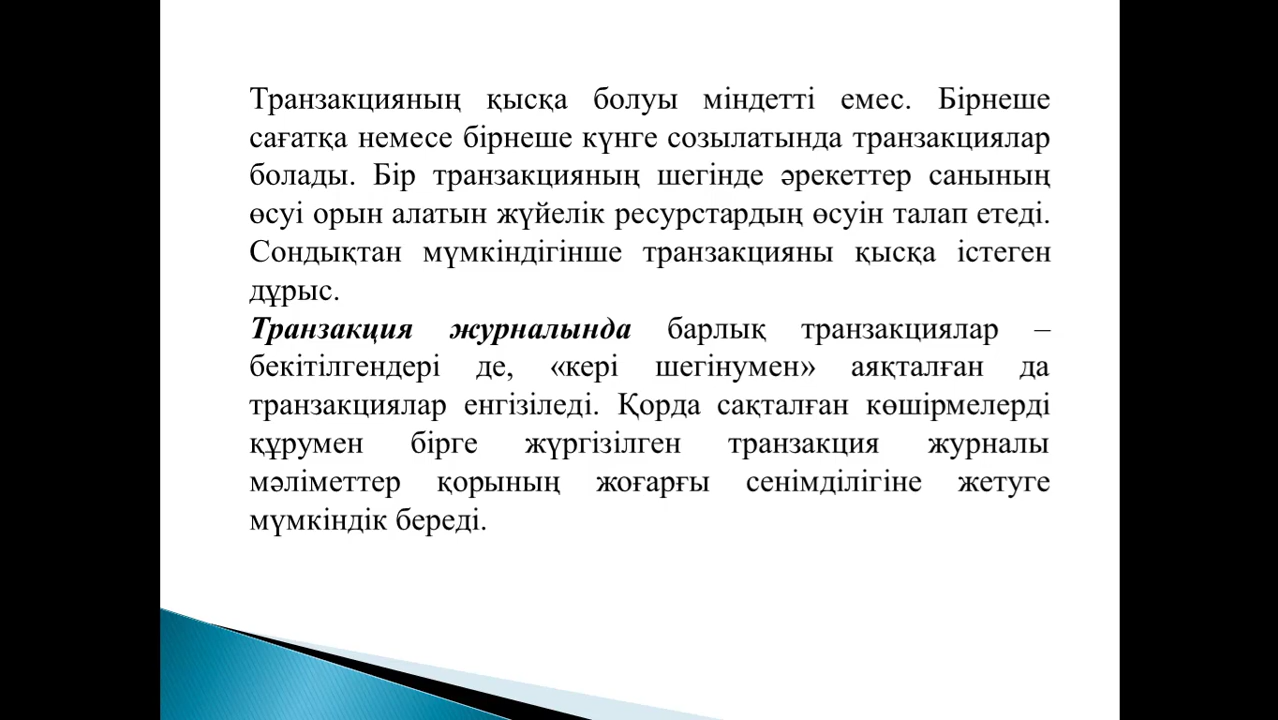 Транзакцияның қысқа болуы міндетті емес. Бірнеше
сағатқа немесе бірнеше күнге созылатында транзакциялар
болады. Бір транзакцияның шегінде әрекеттер санының
өсуі орын алатын жүйелік ресурстардың өсуін талап етеді.
Сондықтан мүмкіндігінше транзакцияны қысқа істеген
дұрыс.
Транзакция журналында барлық транзакциялар –
бекітілгендері де, «кері шегінумен» аяқталған да
транзакциялар енгізіледі. Қорда сақталған көшірмелерді
құрумен бірге жүргізілген транзакция журналы
мәліметтер қорының жоғарғы сенімділігіне жетуге
мүмкіндік береді.